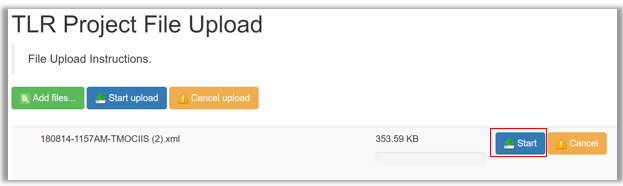 TLR Project File Upload
File Upload Instructions.
Add files... Start upload Cancel upload
180814-1157AM-TMOCIIS (2).xml 353.59 KB Start Cancel